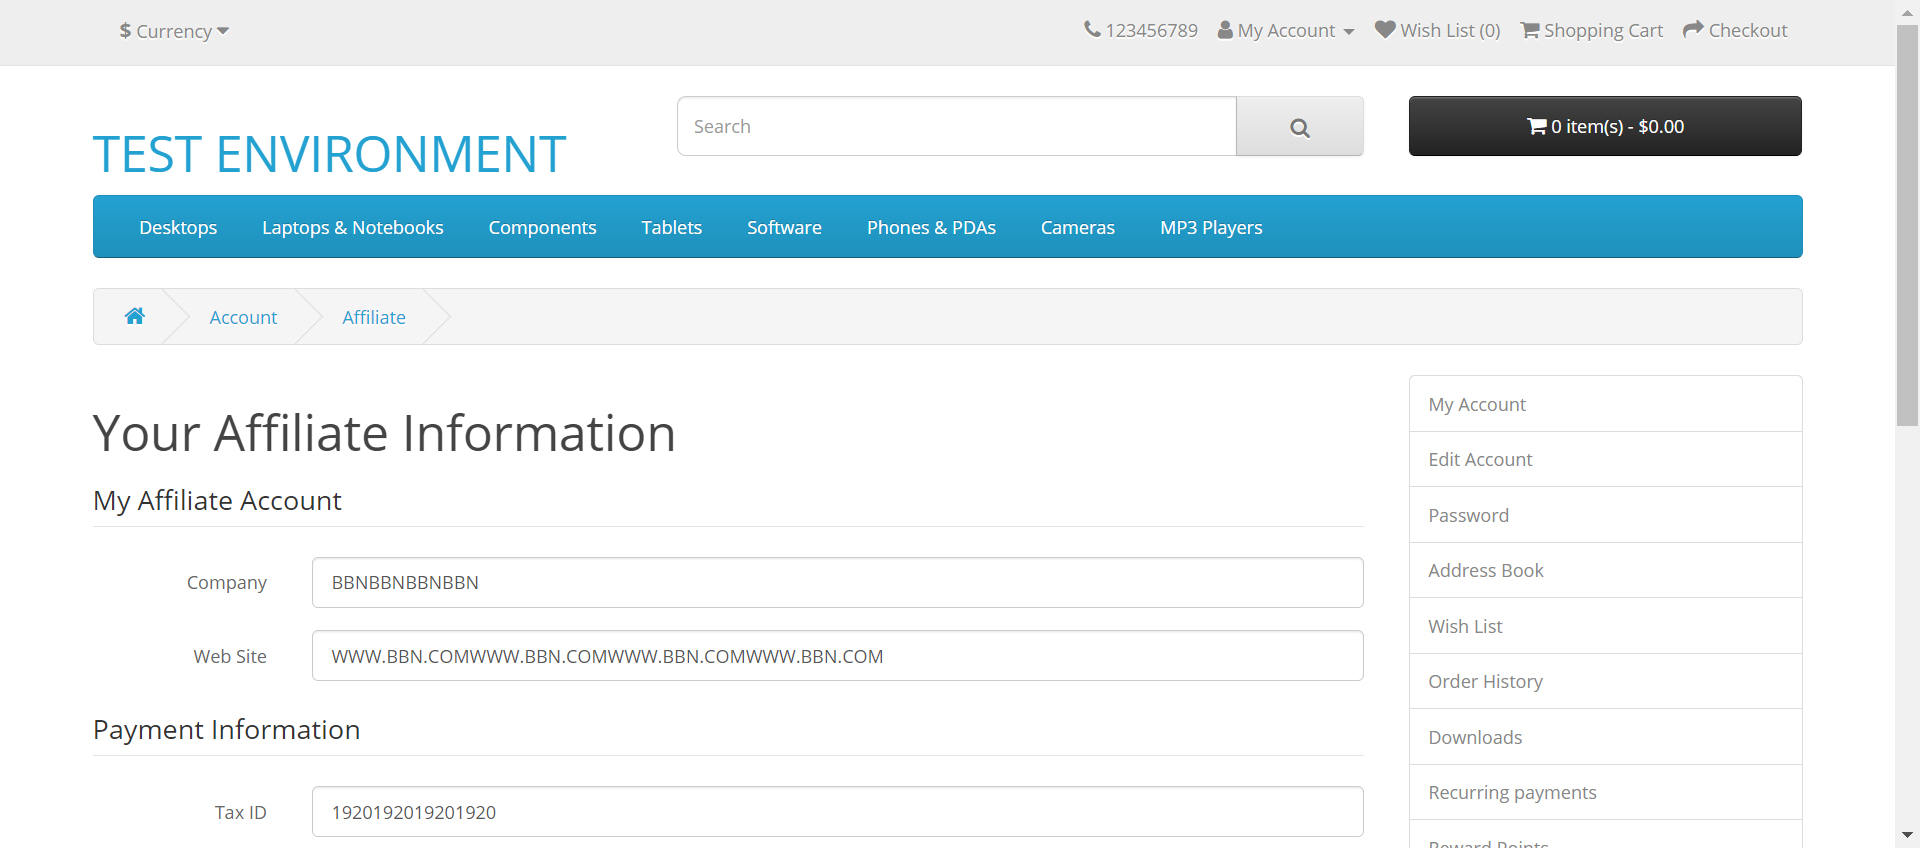 $ Currency
123456789 My Account Wish List (0) Shopping Cart Checkout
TEST ENVIRONMENT
Search
0 item(s) - $0.00
Desktops Laptops & Notebooks Components Tablets Software Phones & PDAs Cameras MP3 Players
Account Affiliate
Your Affiliate Information
My Affiliate Account
Company BBNBBNBBNBBN
Web Site WWW.BBN.COMWWW.BBN.COMWWW.BBN.COMWWW.BBN.COM
Payment Information
Tax ID 1920192019201920
My Account
Edit Account
Password
Address Book
Wish List
Order History
Downloads
Recurring payments
Reward Points